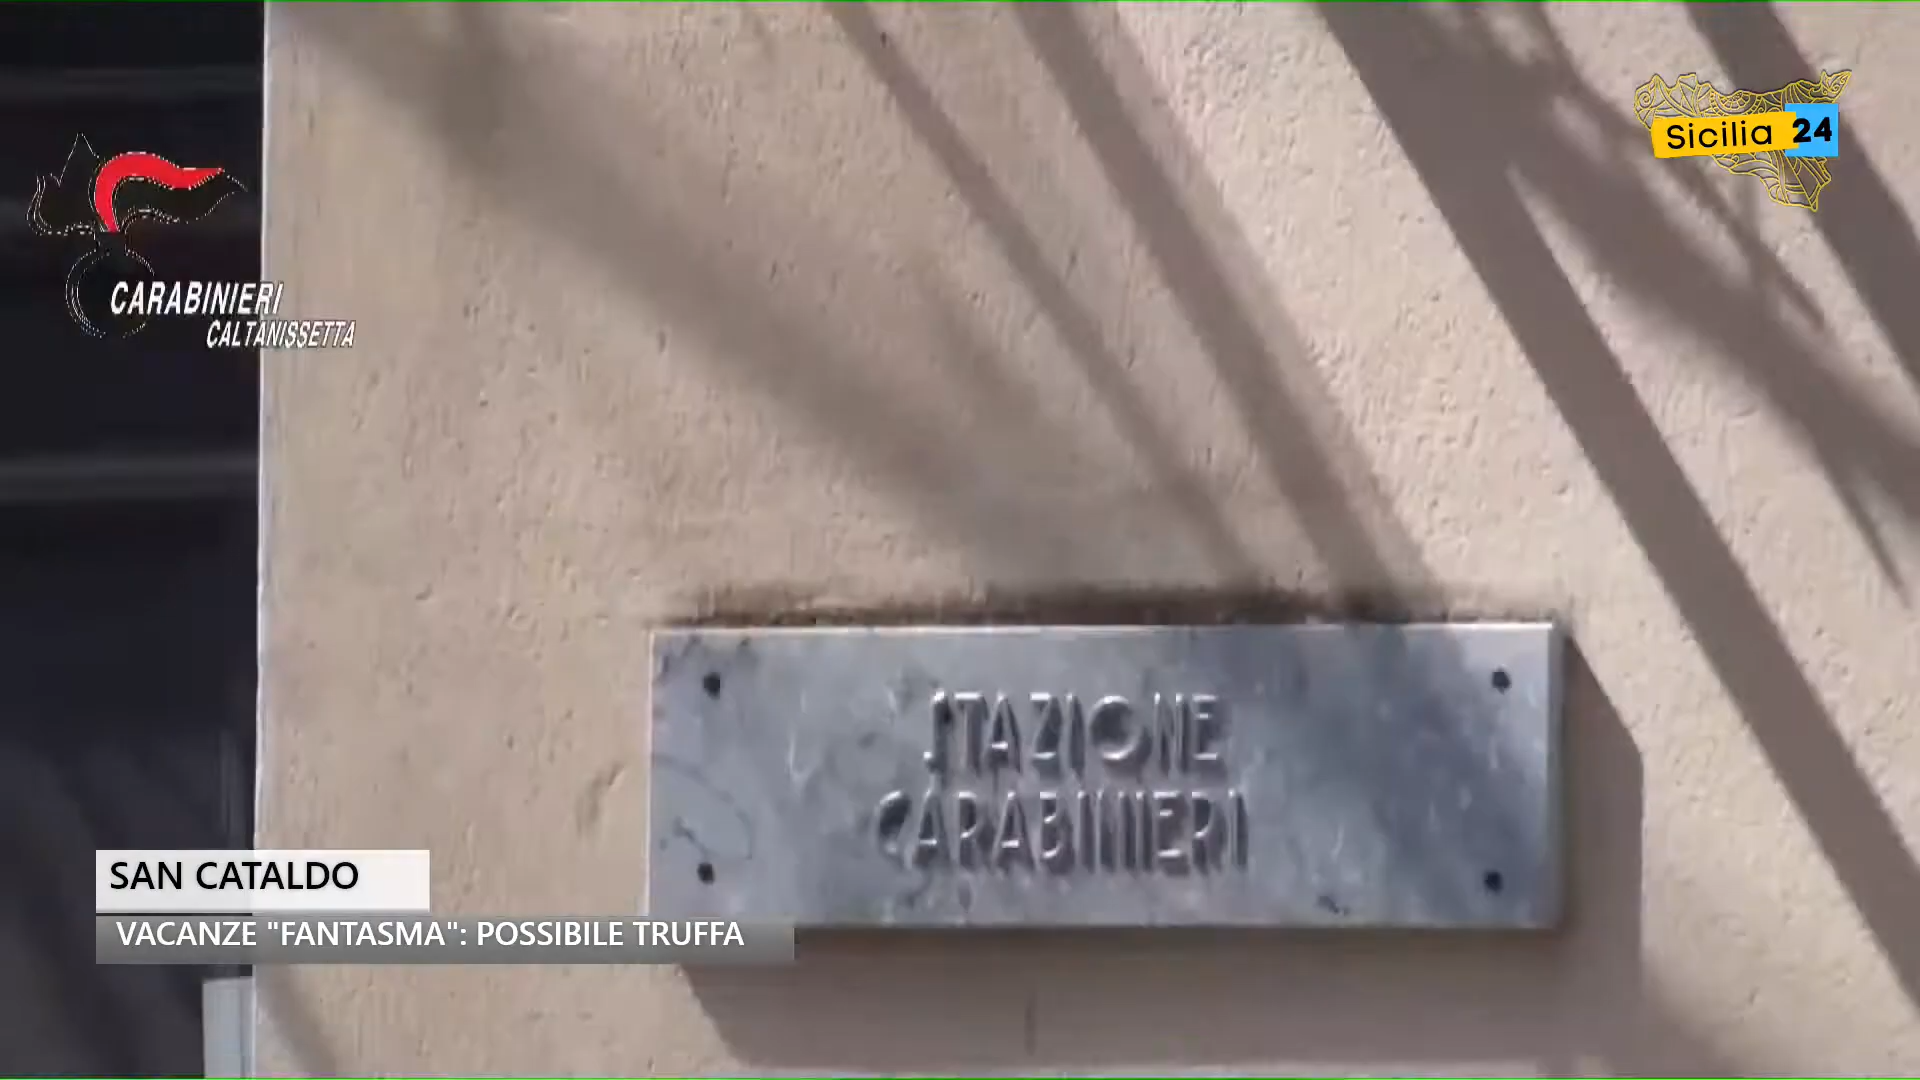 Sicilia 24
CARABINIERI
CALTANISSETTA
STAZIONE
CARABINIERI
SAN CATALDO
VACANZE "FANTASMA": POSSIBILE TRUFFA